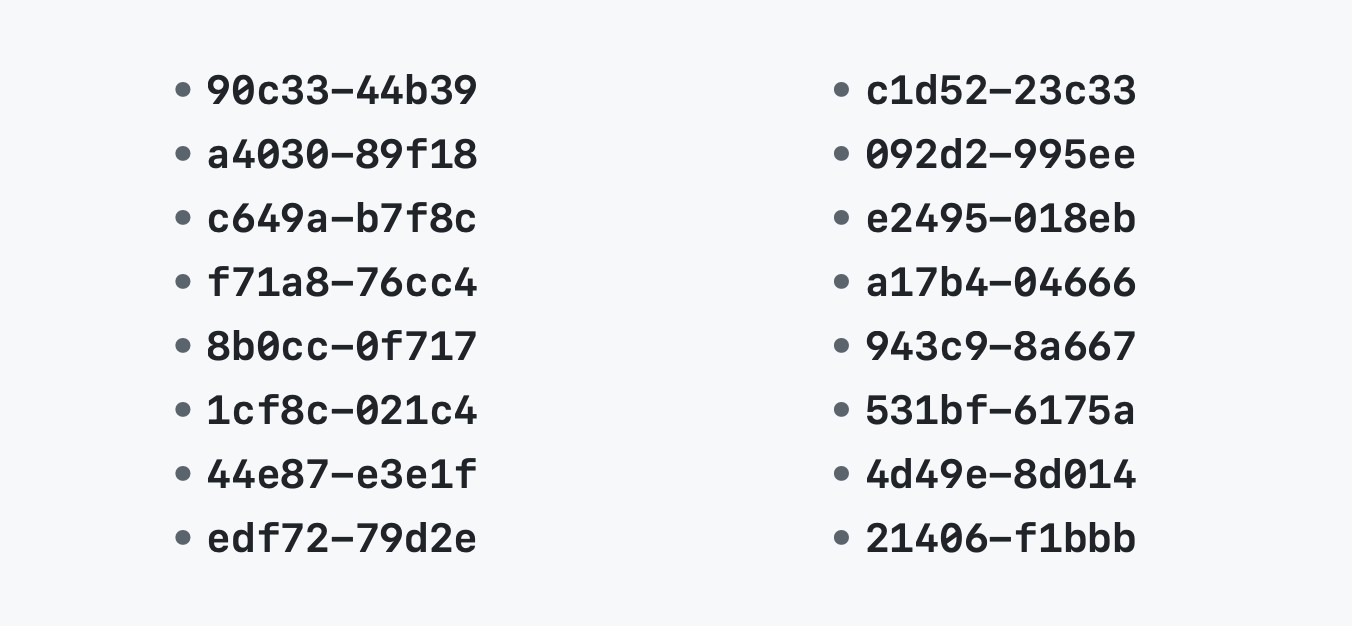 • 90c33-44b39
• a4030-89f18
• c649a-b7f8c
• f71a8-76cc4
• 8b0cc-0f717
• 1cf8c-021c4
• 44e87-e3e1f
• edf72-79d2e
• c1d52-23c33
• 092d2-995ee
• e2495-018eb
• a17b4-04666
• 943c9-8a667
• 531bf-6175a
• 4d49e-8d014
• 21406-f1bbb